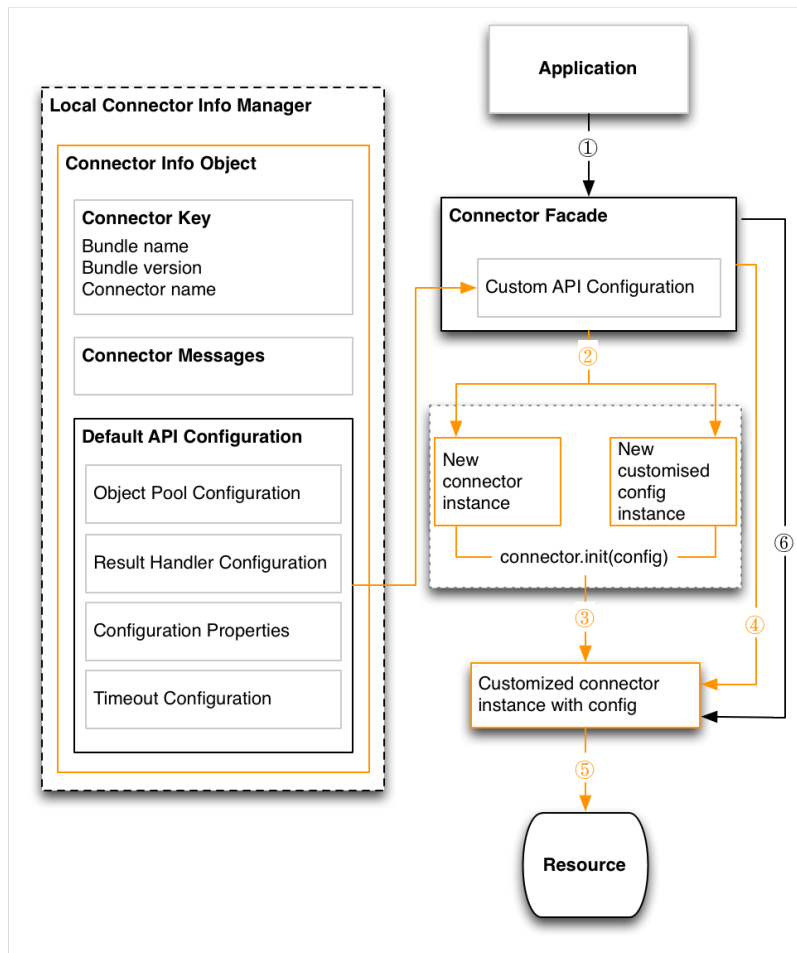 Application
Local Connector Info Manager
Connector Info Object
Connector Key
Bundle name
Bundle version
Connector name
Connector Messages
Default API Configuration
Object Pool Configuration
Result Handler Configuration
Configuration Properties
Timeout Configuration
①
Connector Facade
Custom API Configuration
②
New
connector
instance
New
customised
config
instance
connector.init(config)
⑥
③
④
Customized connector
instance with config
⑤
Resource